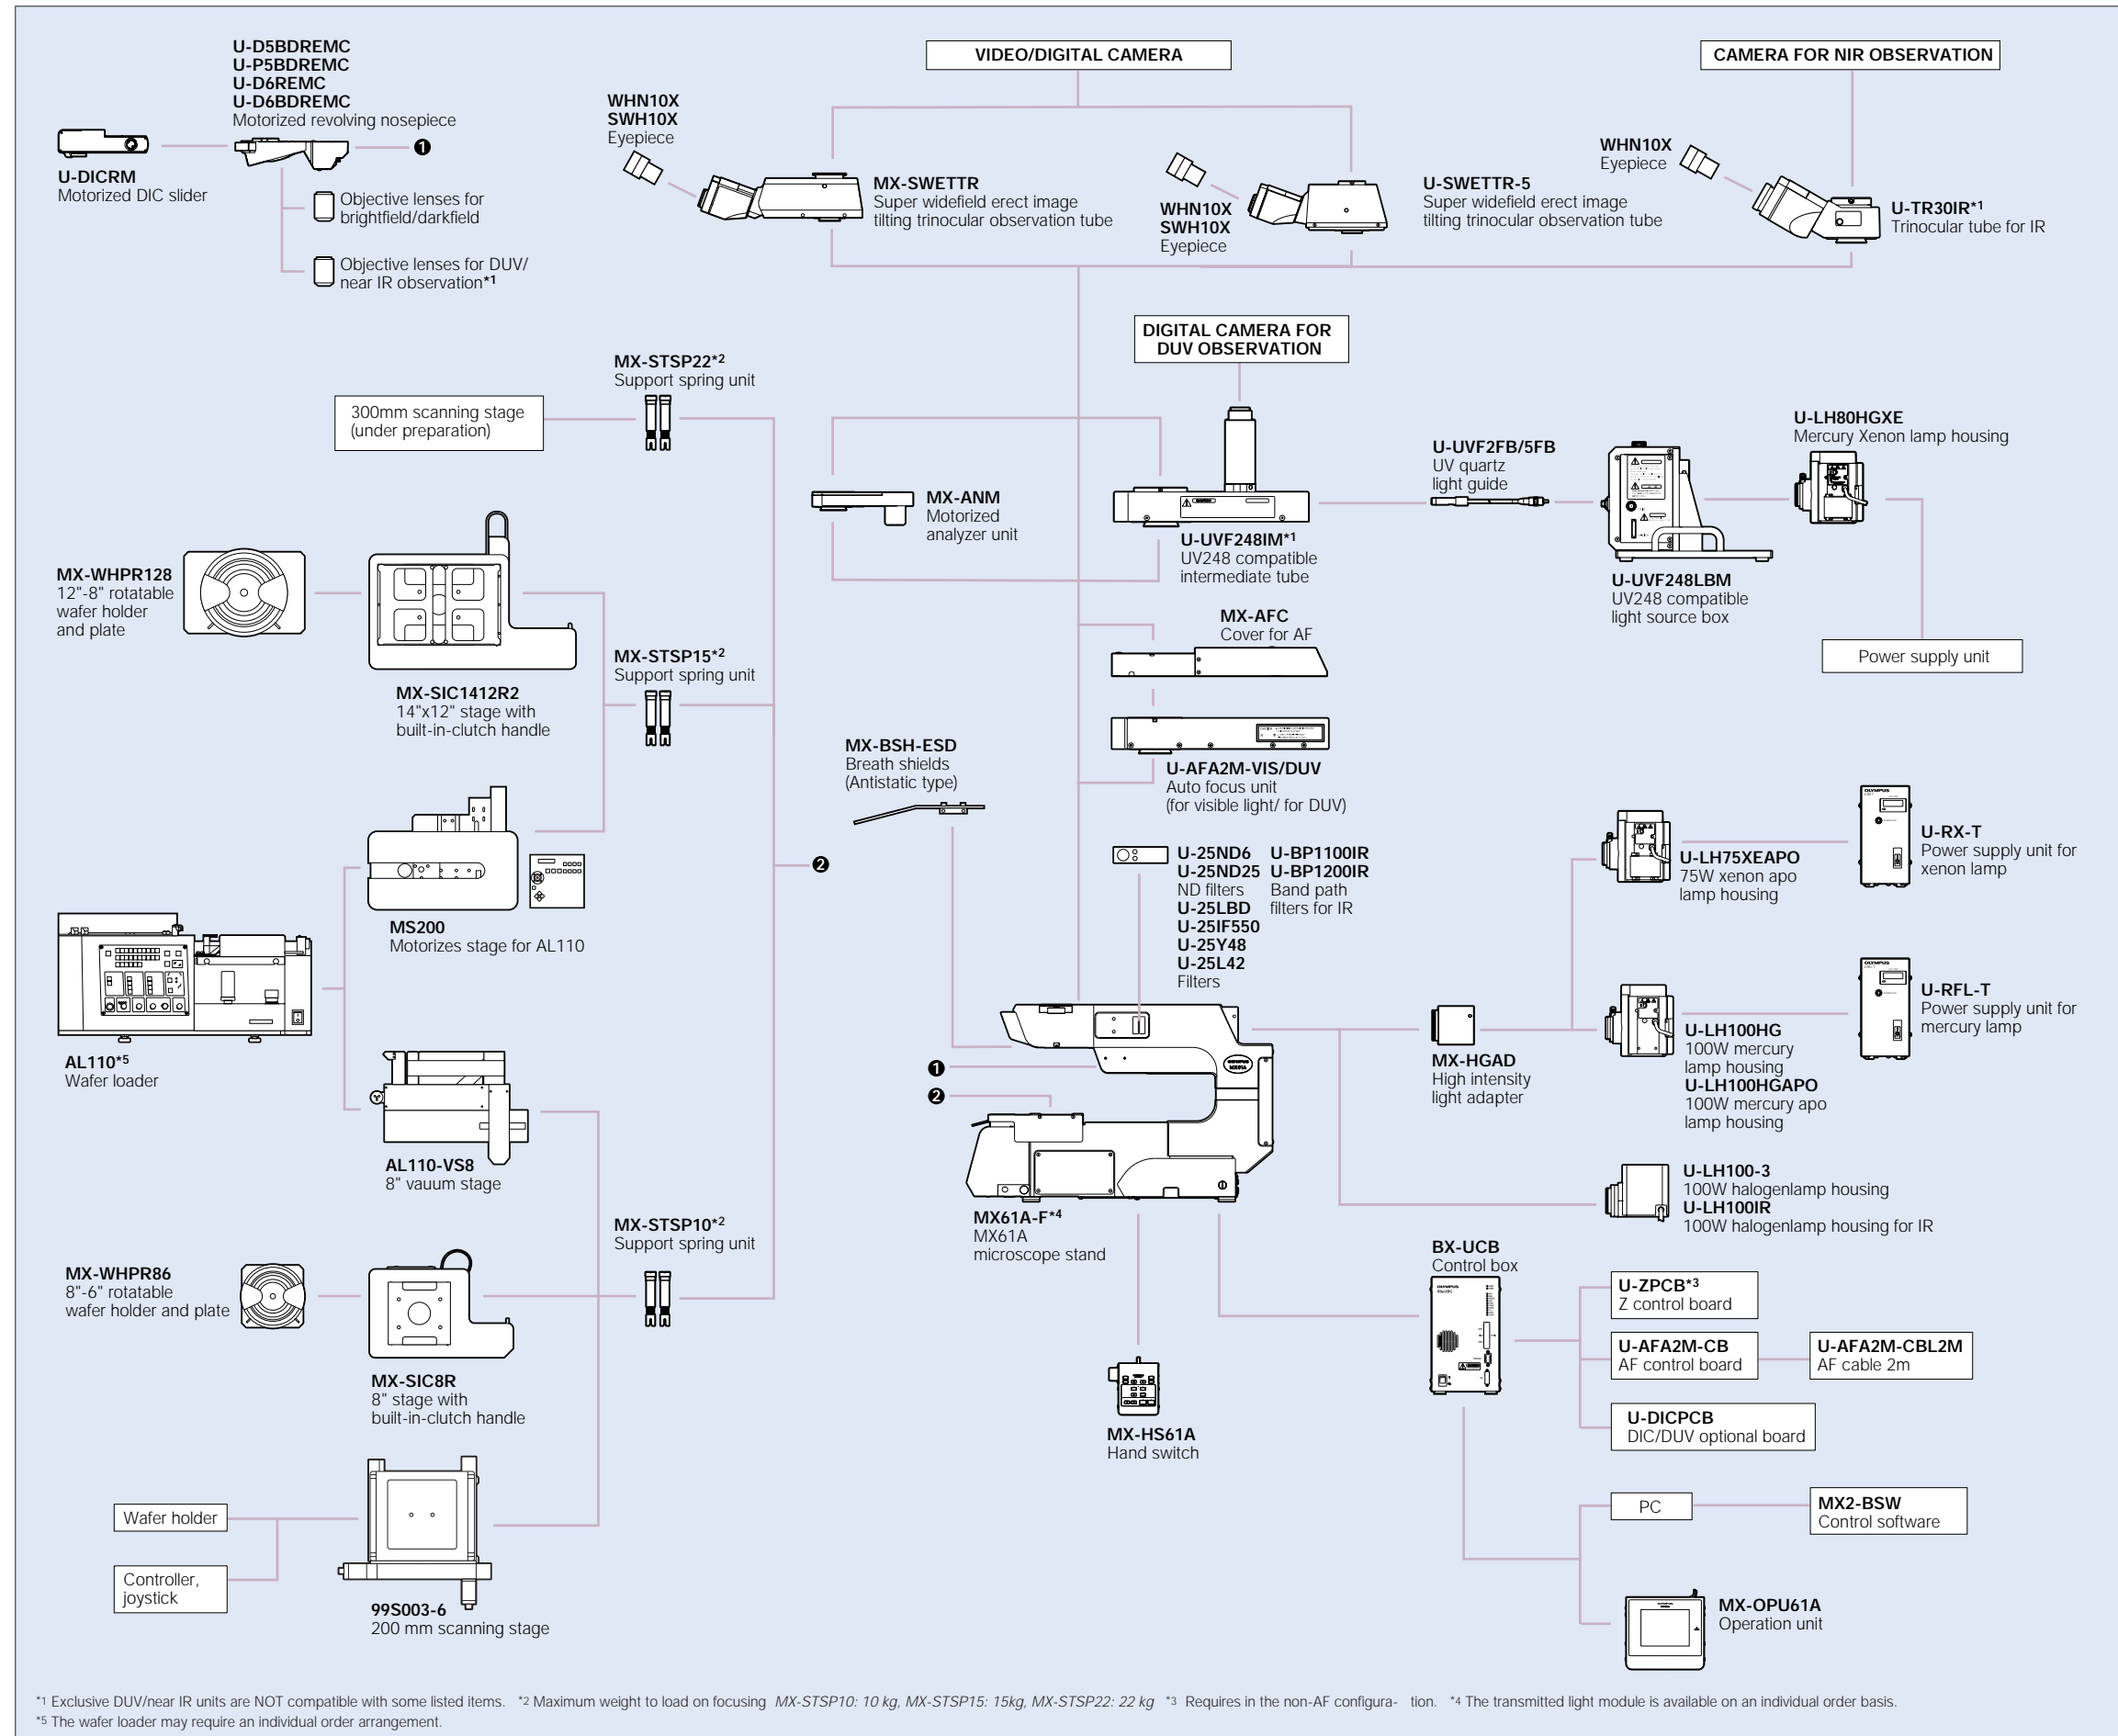 U-D5BDREMC
U-P5BDREMC
U-D6REMC
U-D6BDREMC
Motorized revolving nosepiece
U-DICRM
Motorized DIC slider
❶
Objective lenses for
brightfield/darkfield
Objective lenses for DUV/
near IR observation*1
VIDEO/DIGITAL CAMERA
CAMERA FOR NIR OBSERVATION
WHN10X
SWH10X
Eyepiece
MX-SWETTR
Super widefield erect image
tilting trinocular observation tube
WHN10X
SWH10X
Eyepiece
U-SWETTR-5
Super widefield erect image
tilting trinocular observation tube
WHN10X
Eyepiece
U-TR30IR*1
Trinocular tube for IR
DIGITAL CAMERA FOR
DUV OBSERVATION
MX-STSP22*2
Support spring unit
300mm scanning stage
(under preparation)
MX-ANM
Motorized
analyzer unit
U-UVF248IM*1
UV248 compatible
intermediate tube
U-UVF2FB/5FB
UV quartz
light guide
U-LH80HGXE
Mercury Xenon lamp housing
U-UVF248LBM
UV248 compatible
light source box
Power supply unit
MX-WHPR128
12"-8" rotatable
wafer holder
and plate
MX-SIC1412R2
14"x12" stage with
built-in-clutch handle
MX-STSP15*2
Support spring unit
MX-AFC
Cover for AF
U-AFA2M-VIS/DUV
Auto focus unit
(for visible light/ for DUV)
MX-BSH-ESD
Breath shields
(Antistatic type)
❷
U-25ND6
U-25ND25
ND filters
U-25LBD
U-25IF550
U-25Y48
U-25L42
Filters
U-BP1100IR
U-BP1200IR
Band path
filters for IR
MS200
Motorizes stage for AL110
AL110*5
Wafer loader
AL110-VS8
8" vauum stage
OLYMPUS
U-RX-T
Power supply unit for
xenon lamp
U-LH75XEAPO
75W xenon apo
lamp housing
OLYMPUS
U-RFL-T
Power supply unit for
mercury lamp
U-LH100HG
100W mercury
lamp housing
U-LH100HGAPO
100W mercury apo
lamp housing
MX-HGAD
High intensity
light adapter
❶
❷
OLYMPUS
MX61A
MX61A-F*4
MX61A
microscope stand
U-LH100-3
100W halogenlamp housing
U-LH100IR
100W halogenlamp housing for IR
MX-STSP10*2
Support spring unit
MX-WHPR86
8"-6" rotatable
wafer holder and plate
MX-SIC8R
8" stage with
built-in-clutch handle
BX-UCB
Control box
OLYMPUS
U-ZPCB*3
Z control board
U-AFA2M-CB
AF control board
U-AFA2M-CBL2M
AF cable 2m
U-DICPCB
DIC/DUV optional board
MX-HS61A
Hand switch
PC
MX2-BSW
Control software
MX-OPU61A
Operation unit
Wafer holder
Controller,
joystick
99S003-6
200 mm scanning stage
*1 Exclusive DUV/near IR units are NOT compatible with some listed items. *2 Maximum weight to load on focusing MX-STSP10: 10 kg, MX-STSP15: 15kg, MX-STSP22: 22 kg *3 Requires in the non-AF configura- tion. *4 The transmitted light module is available on an individual order basis.
*5 The wafer loader may require an individual order arrangement.